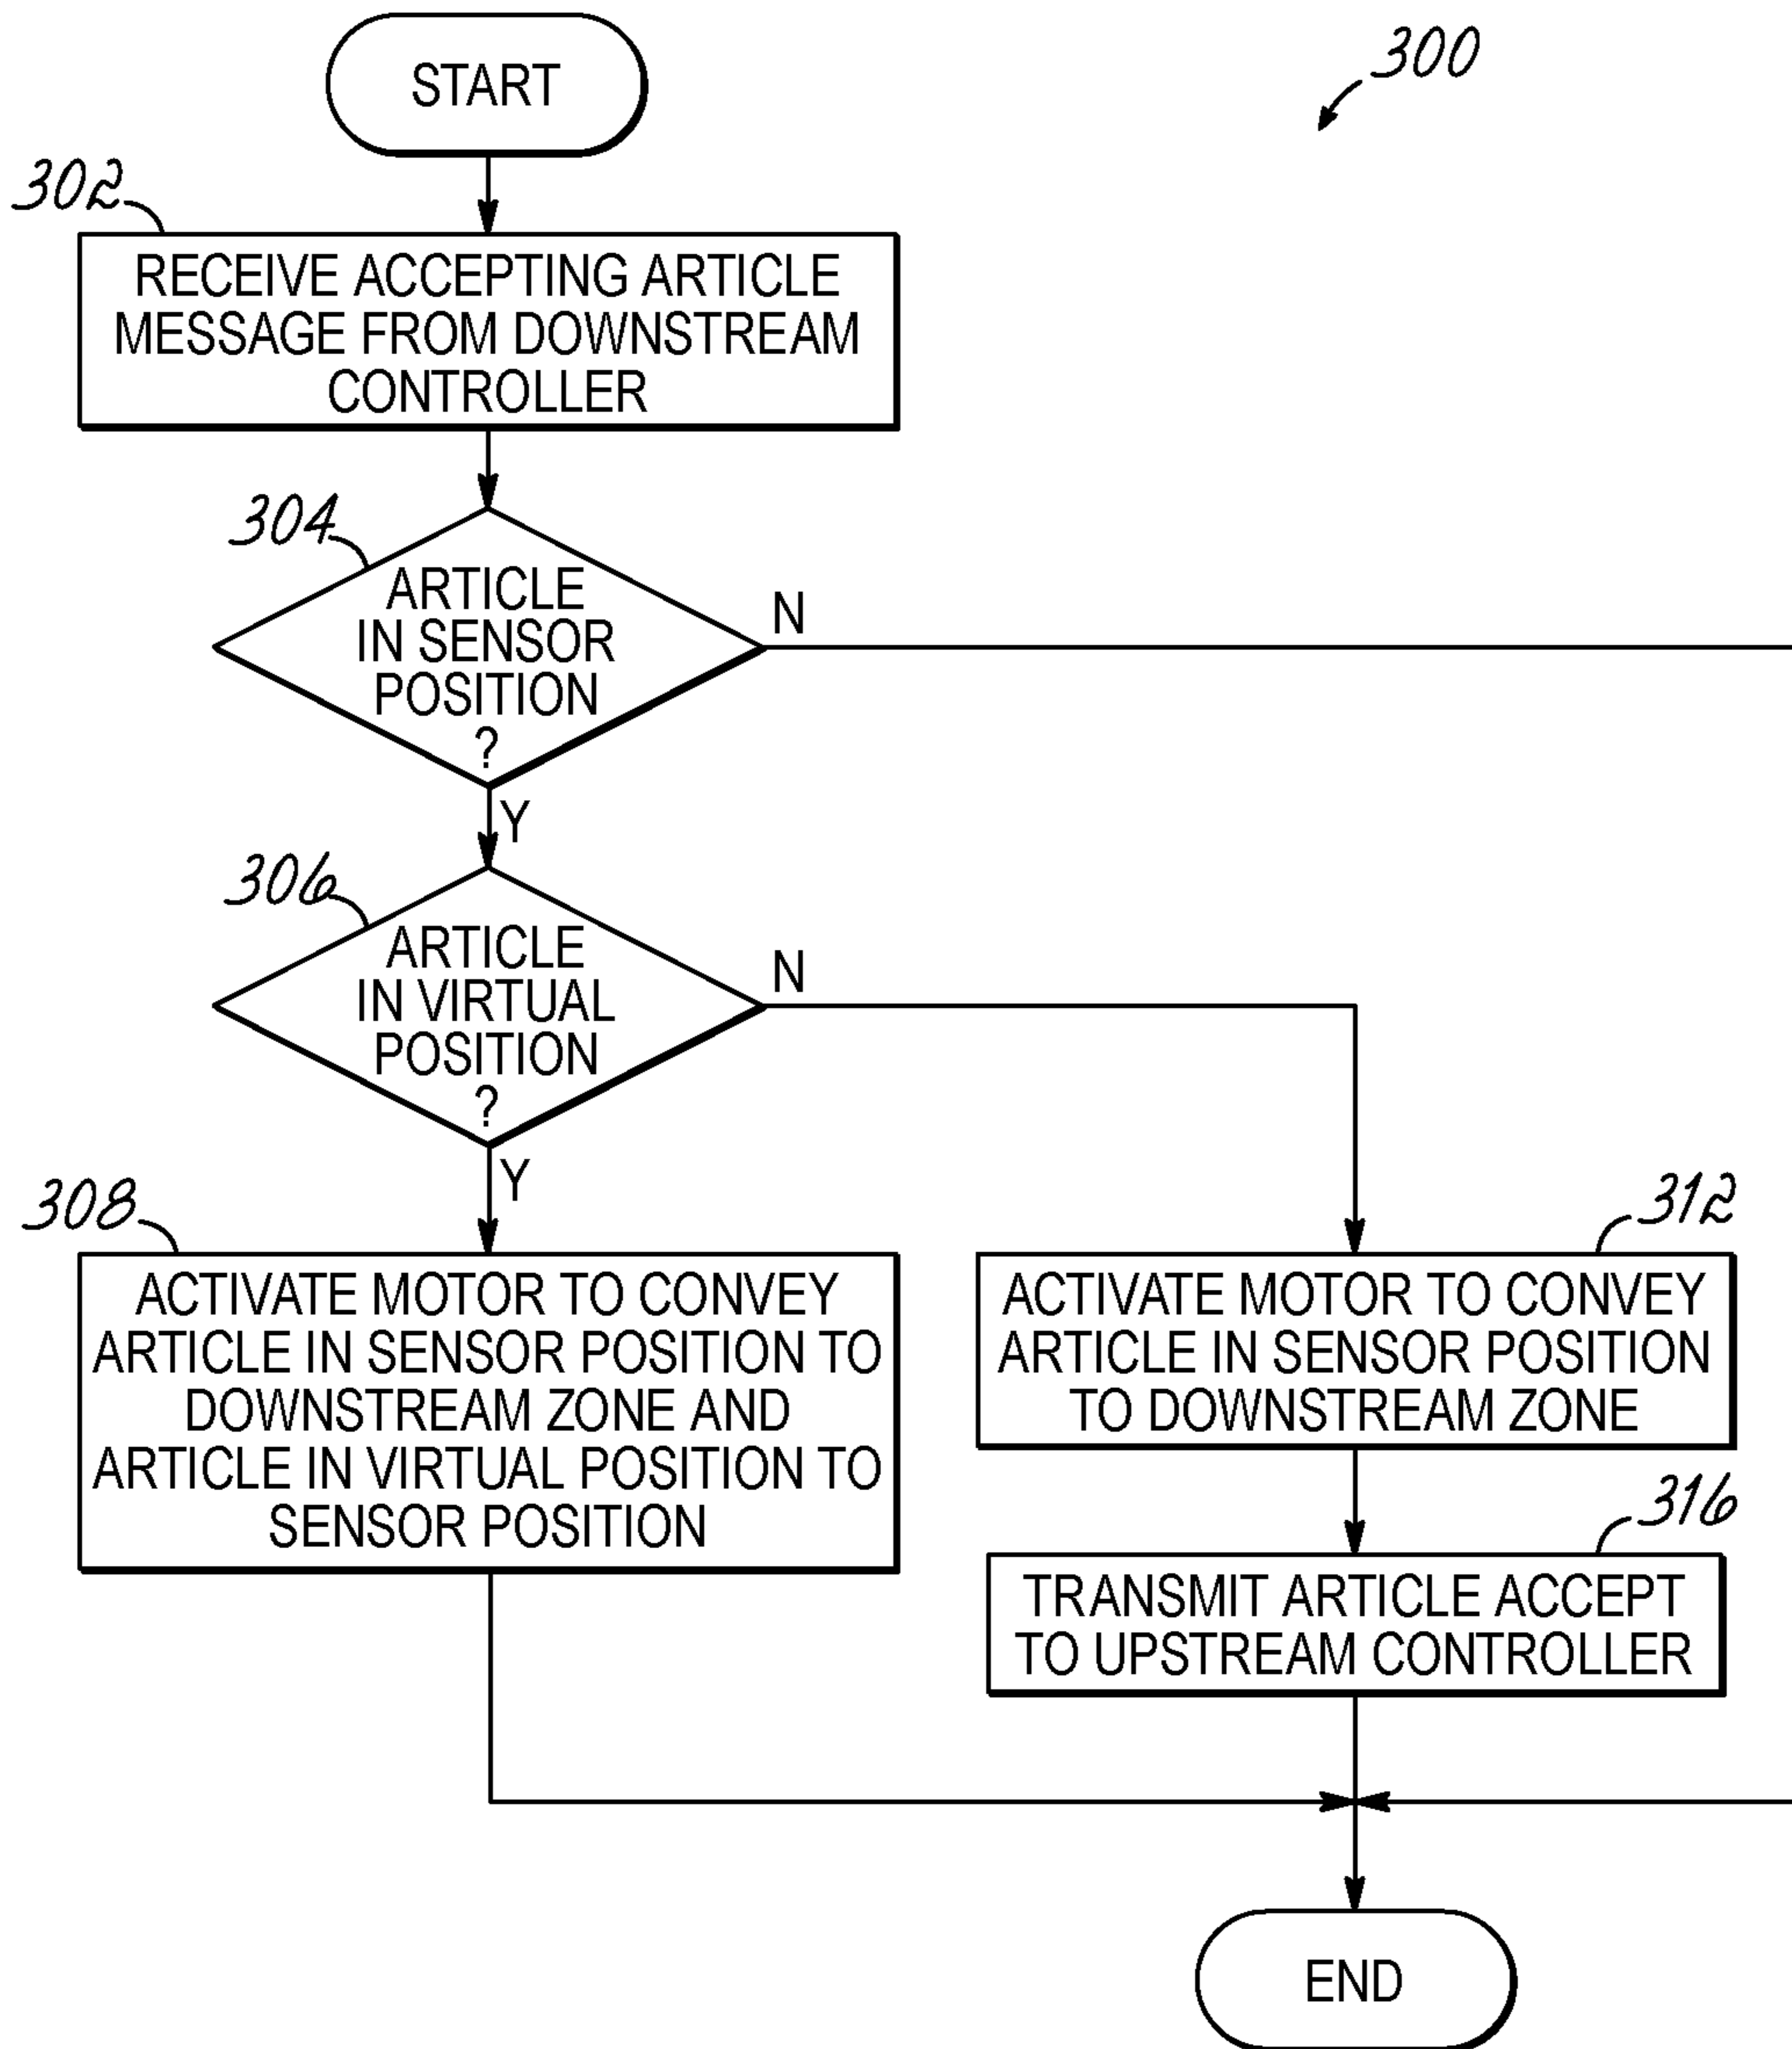 START
300
302
RECEIVE ACCEPTING ARTICLE
MESSAGE FROM DOWNSTREAM
CONTROLLER
304
ARTICLE
IN SENSOR
POSITION
?
N
Y
306
ARTICLE
IN VIRTUAL
POSITION
?
N
Y
308
ACTIVATE MOTOR TO CONVEY
ARTICLE IN SENSOR POSITION TO
DOWNSTREAM ZONE AND
ARTICLE IN VIRTUAL POSITION TO
SENSOR POSITION
312
ACTIVATE MOTOR TO CONVEY
ARTICLE IN SENSOR POSITION
TO DOWNSTREAM ZONE
316
TRANSMIT ARTICLE ACCEPT
TO UPSTREAM CONTROLLER
END